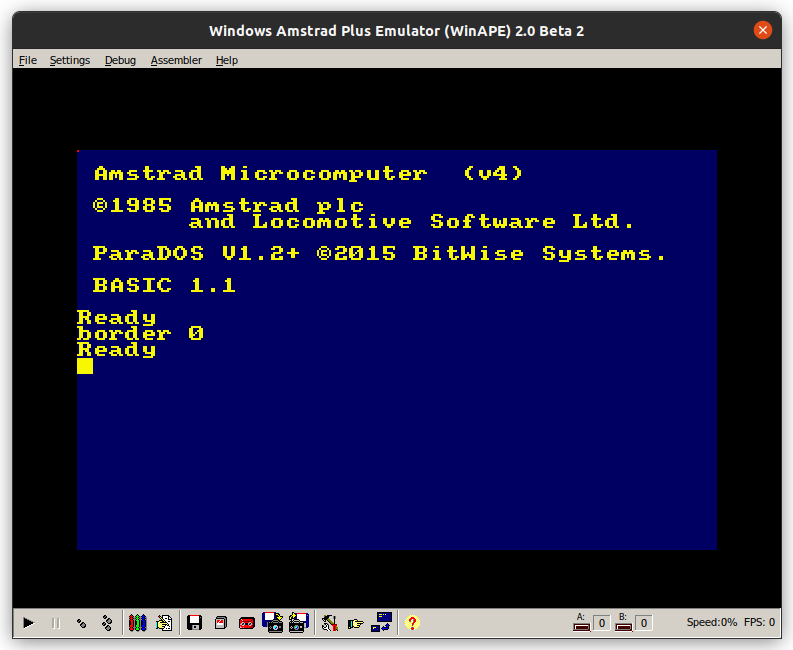 Windows Amstrad Plus Emulator (WinAPE) 2.0 Beta 2
File Settings Debug Assembler Help
Amstrad Microcomputer (v4)
©1985 Amstrad plc
and Locomotive Software Ltd.
ParaDOS V1.2+ ©2015 BitWise Systems.
BASIC 1.1
Ready
border 0
Ready
A: 0 B: 0 Speed:0% FPS: 0